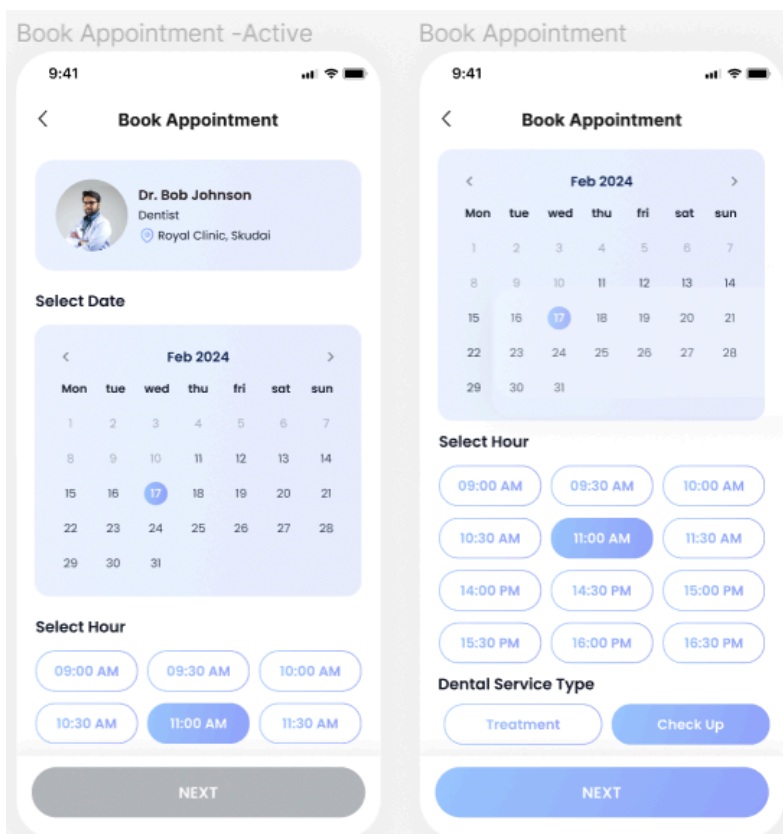 Book Appointment -Active
9:41
Book Appointment
Dr. Bob Johnson
Dentist
Royal Clinic, Skudai
Select Date
Feb 2024
Mon tue wed thu fri sat sun
1 2 3 4 5 6 7
8 9 10 11 12 13 14
15 16 17 18 19 20 21
22 23 24 25 26 27 28
29 30 31
Select Hour
09:00 AM 09:30 AM 10:00 AM
10:30 AM 11:00 AM 11:30 AM
NEXT
Book Appointment
9:41
Book Appointment
Feb 2024
Mon tue wed thu fri sat sun
1 2 3 4 5 6 7
8 9 10 11 12 13 14
15 16 17 18 19 20 21
22 23 24 25 26 27 28
29 30 31
Select Hour
09:00 AM 09:30 AM 10:00 AM
10:30 AM 11:00 AM 11:30 AM
14:00 PM 14:30 PM 15:00 PM
15:30 PM 16:00 PM 16:30 PM
Dental Service Type
Treatment Check Up
NEXT